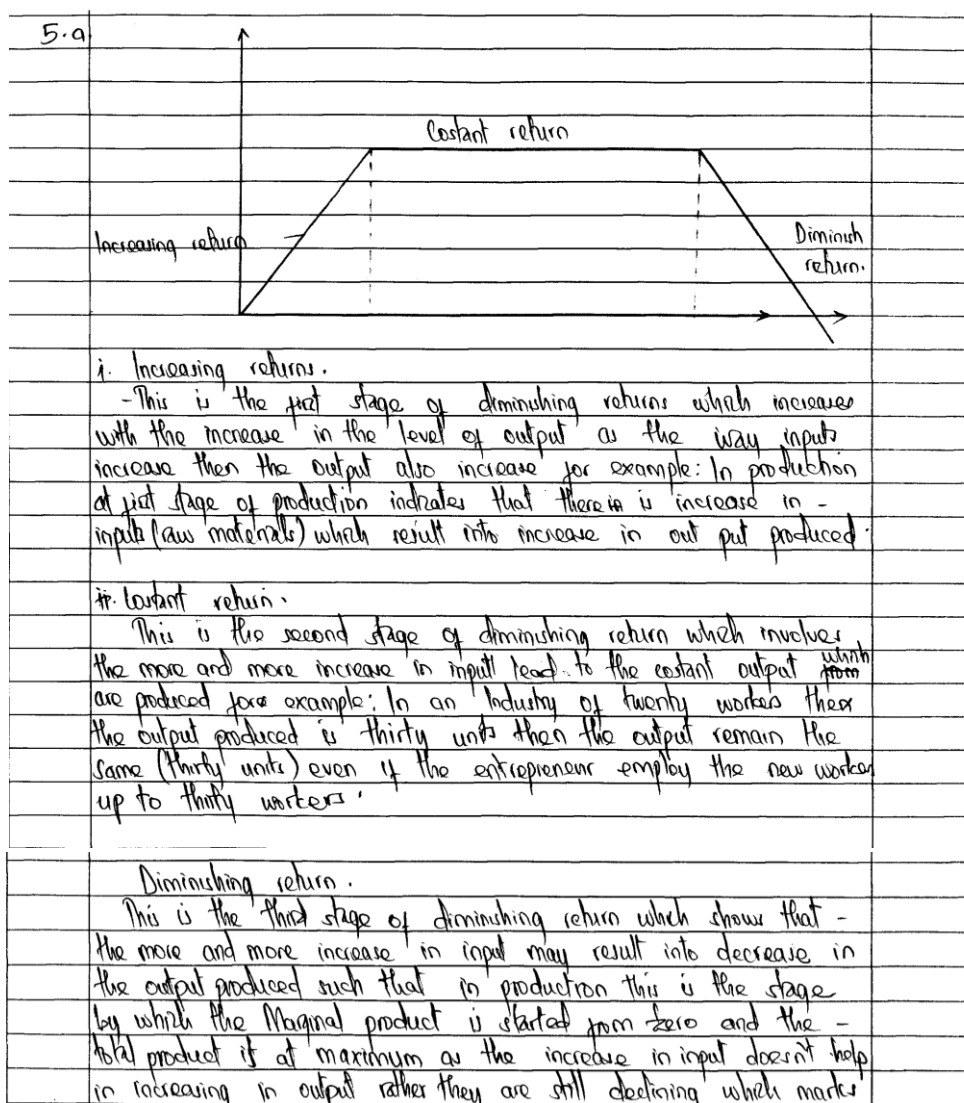 5.a
Costant return
Increasing return
Diminish
return.
i. Increasing returns.
- This is the first stage of diminishing returns which increases
with the increase in the level of output as the way inputs
increase then the output also increase for example: In production
at first stage of production indicates that there is increase in -
inputs (raw materials) which result into increase in out put produced.
ii. Costant return.
This is the second stage of diminishing return which involves
the more and more increase in input lead to the costant output which
are produced for example: In an Industry of twenty workers
the output produced is thirty units then the output remain the
same (thirty units) even if the entrepreneur employ the new worker
up to thirty workers.
Diminishing return.
This is the third stage of diminishing return which shows that -
the more and more increase in input may result into decrease in
the output produced such that in production this is the stage
by which the Marginal product is started from zero and the -
total product is at maximum as the increase in input doesn't help
in increasing in output rather they are still declining which marks